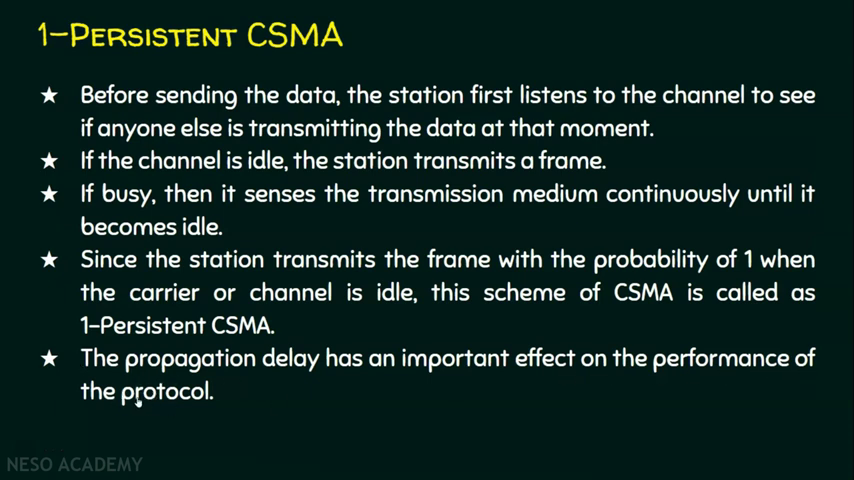 1-Persistent CSMA
★ Before sending the data, the station first listens to the channel to see
if anyone else is transmitting the data at that moment.
★ If the channel is idle, the station transmits a frame.
★ If busy, then it senses the transmission medium continuously until it
becomes idle.
★ Since the station transmits the frame with the probability of 1 when
the carrier or channel is idle, this scheme of CSMA is called as
1-Persistent CSMA.
★ The propagation delay has an important effect on the performance of
the protocol.
NESO ACADEMY